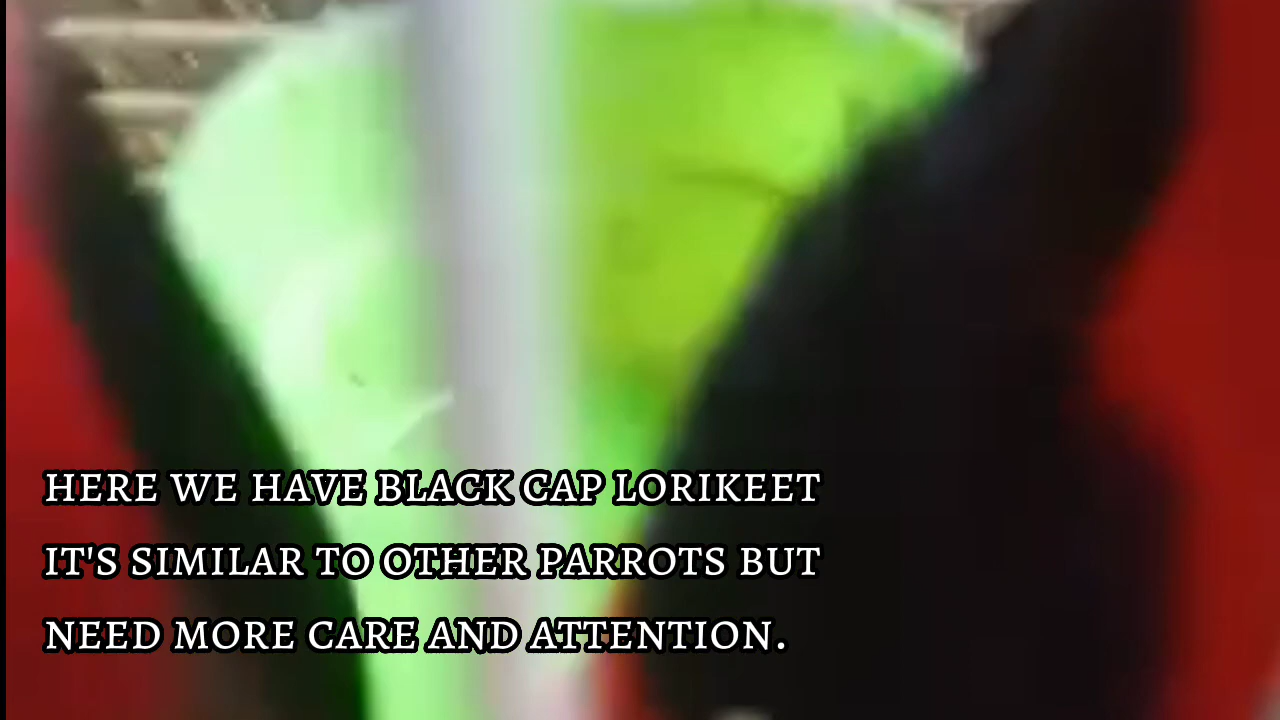 HERE WE HAVE BLACK CAP LORIKEET
IT'S SIMILAR TO OTHER PARROTS BUT
NEED MORE CARE AND ATTENTION.